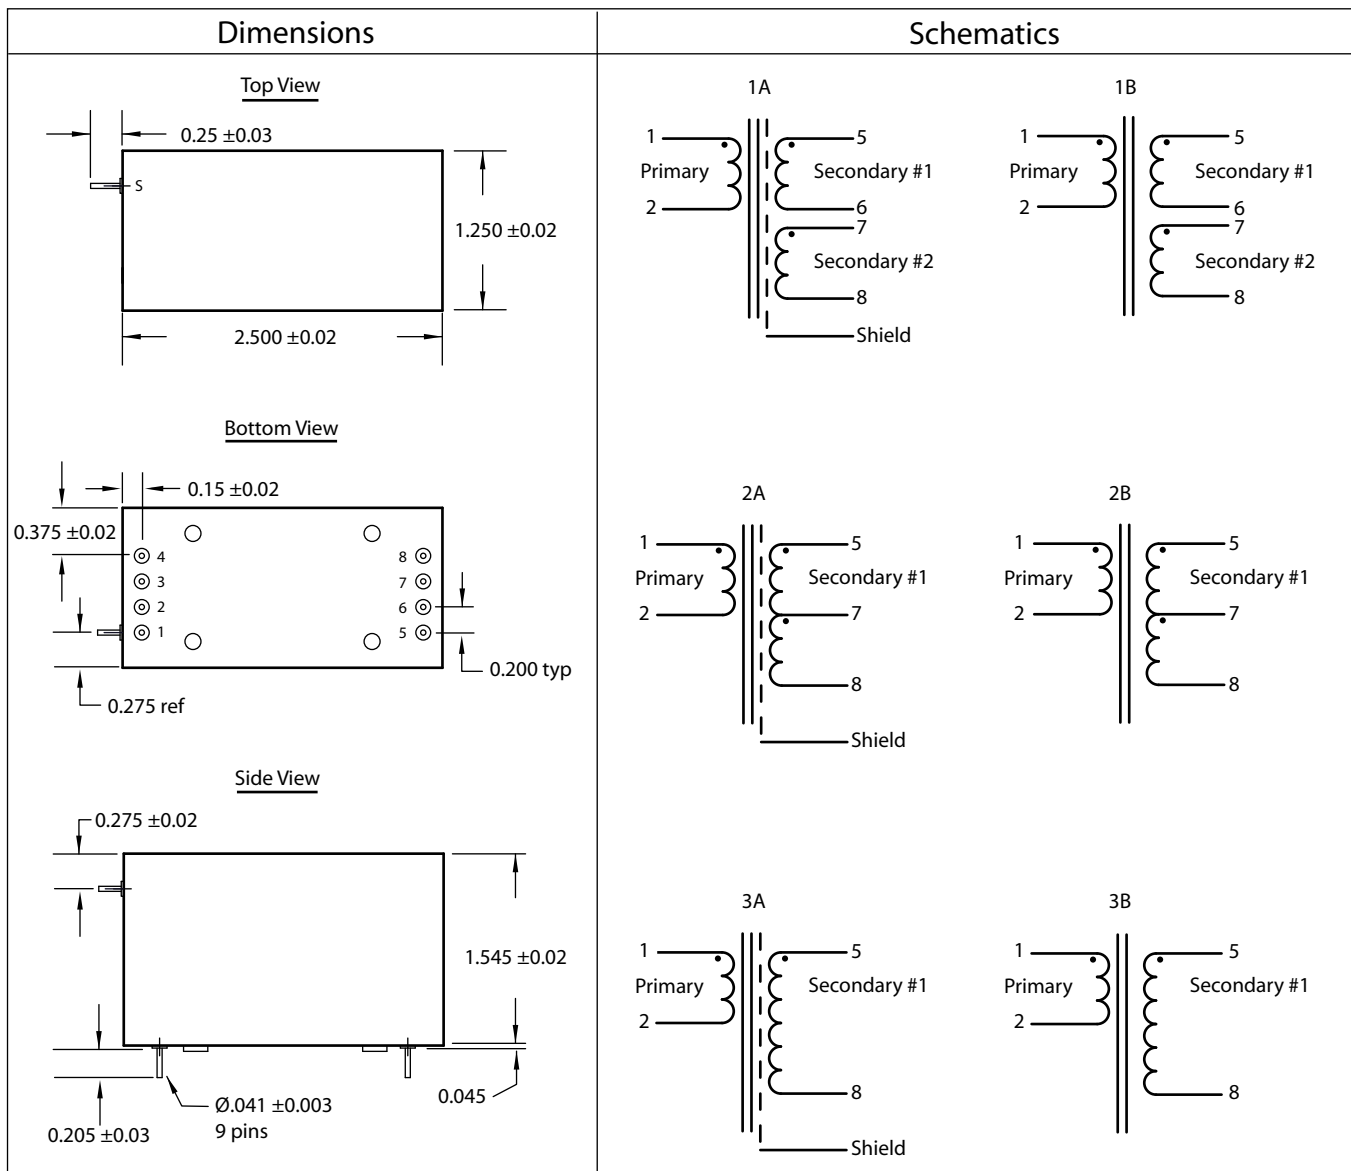 Dimensions
Schematics
Top View
0.25 ±0.03
S
1.250 ±0.02
2.500 ±0.02
Bottom View
0.15 ±0.02
0.375 ±0.02
4
3
2
1
8
7
6
5
0.200 typ
0.275 ref
Side View
0.275 ±0.02
1.545 ±0.02
0.045
Ø.041 ±0.003
9 pins
0.205 ±0.03
1A
1
5
Primary
Secondary #1
2
6
7
Secondary #2
8
Shield
1B
1
5
Primary
Secondary #1
2
6
7
Secondary #2
8
2A
1
5
Primary
Secondary #1
2
7
8
Shield
2B
1
5
Primary
Secondary #1
2
7
8
3A
1
5
Primary
Secondary #1
2
8
Shield
3B
1
5
Primary
Secondary #1
2
8